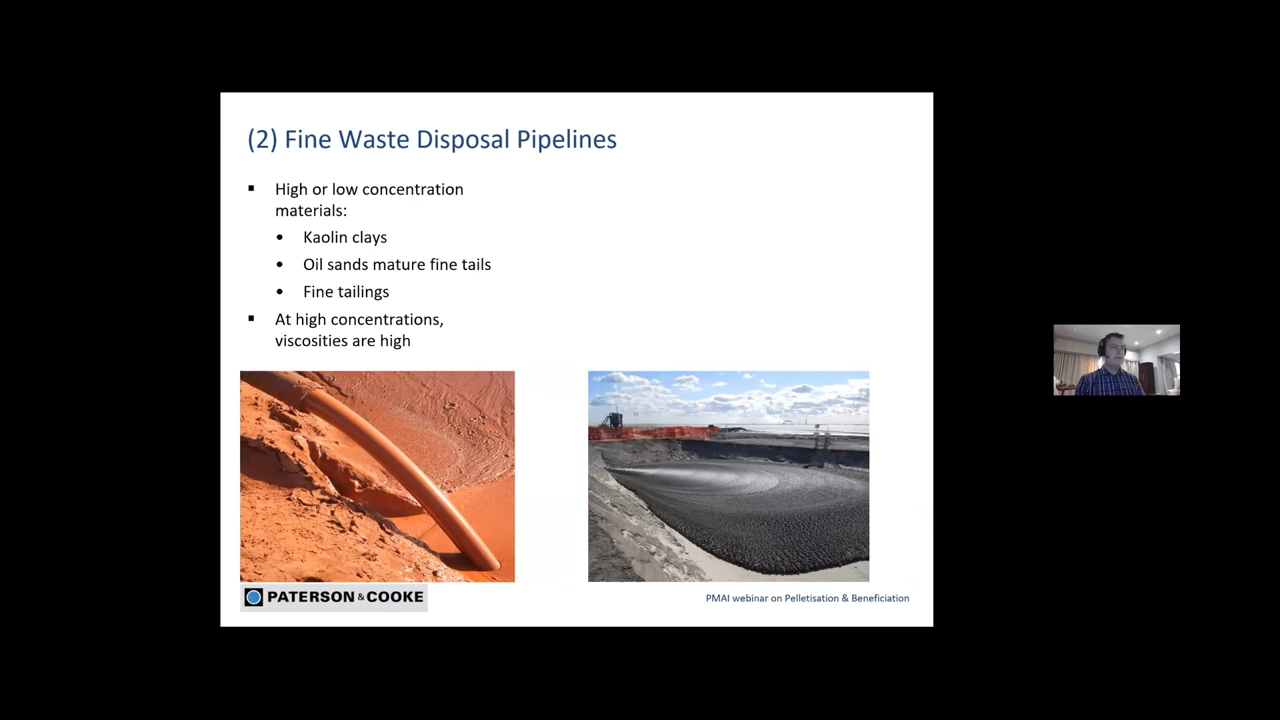 (2) Fine Waste Disposal Pipelines
▪ High or low concentration
materials:
• Kaolin clays
• Oil sands mature fine tails
• Fine tailings
▪ At high concentrations,
viscosities are high
PATERSON & COOKE
PMAI webinar on Pelletisation & Beneficiation